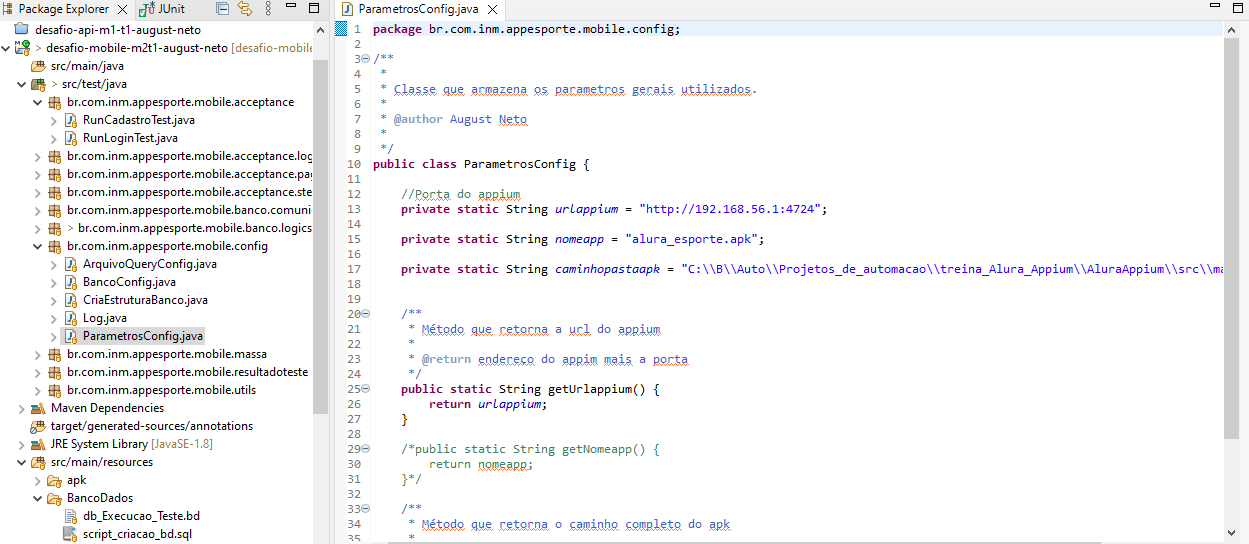 Package Explorer
JUnit
desafio-api-m1-t1-august-neto
> desafio-mobile-m2t1-august-neto [desafio-mobile
src/main/java
> src/test/java
br.com.inm.appesporte.mobile.acceptance
RunCadastroTest.java
RunLoginTest.java
br.com.inm.appesporte.mobile.acceptance.log
br.com.inm.appesporte.mobile.acceptance.pag
br.com.inm.appesporte.mobile.acceptance.ste
br.com.inm.appesporte.mobile.banco.comuni
> br.com.inm.appesporte.mobile.banco.logics
br.com.inm.appesporte.mobile.config
ArquivoQueryConfig.java
BancoConfig.java
CriaEstruturaBanco.java
Log.java
ParametrosConfig.java
br.com.inm.appesporte.mobile.massa
br.com.inm.appesporte.mobile.resultadoteste
br.com.inm.appesporte.mobile.utils
Maven Dependencies
target/generated-sources/annotations
JRE System Library [JavaSE-1.8]
src/main/resources
apk
BancoDados
db_Execucao_Teste.bd
script_criacao_bd.sql
ParametrosConfig.java
1 package br.com.inm.appesporte.mobile.config;
2
3 /**
4 *
5 * Classe que armazena os parametros gerais utilizados.
6 *
7 * @author August Neto
8 *
9 */
10 public class ParametrosConfig {
11
12 //Porta do appium
13 private static String urlappium = "http://192.168.56.1:4724";
14
15 private static String nomeapp = "alura_esporte.apk";
16
17 private static String caminhopastaapk = "C:\\B\\Auto\\Projetos_de_automacao\\treina_Alura_Appium\\AluraAppium\\src\\ma
18
19
20 /**
21 * Método que retorna a url do appium
22 *
23 * @return endereco do appim mais a porta
24 */
25 public static String getUrlappium() {
26 return urlappium;
27 }
28
29 /*public static String getNomeapp() {
30 return nomeapp;
31 }*/
32
33 /**
34 * Método que retorna o caminho completo do apk
35 *